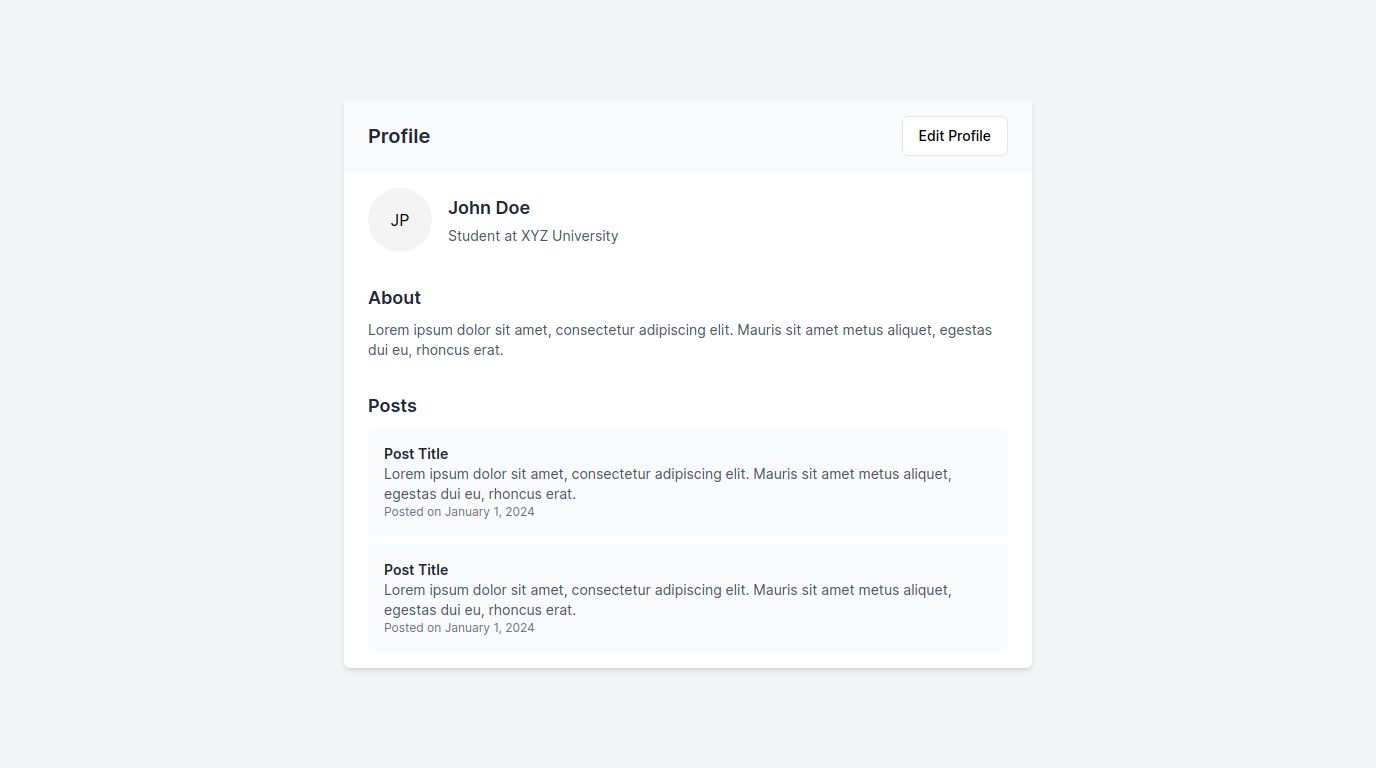 Profile
Edit Profile
JP
John Doe
Student at XYZ University
About
Lorem ipsum dolor sit amet, consectetur adipiscing elit. Mauris sit amet metus aliquet, egestas
dui eu, rhoncus erat.
Posts
Post Title
Lorem ipsum dolor sit amet, consectetur adipiscing elit. Mauris sit amet metus aliquet,
egestas dui eu, rhoncus erat.
Posted on January 1, 2024
Post Title
Lorem ipsum dolor sit amet, consectetur adipiscing elit. Mauris sit amet metus aliquet,
egestas dui eu, rhoncus erat.
Posted on January 1, 2024